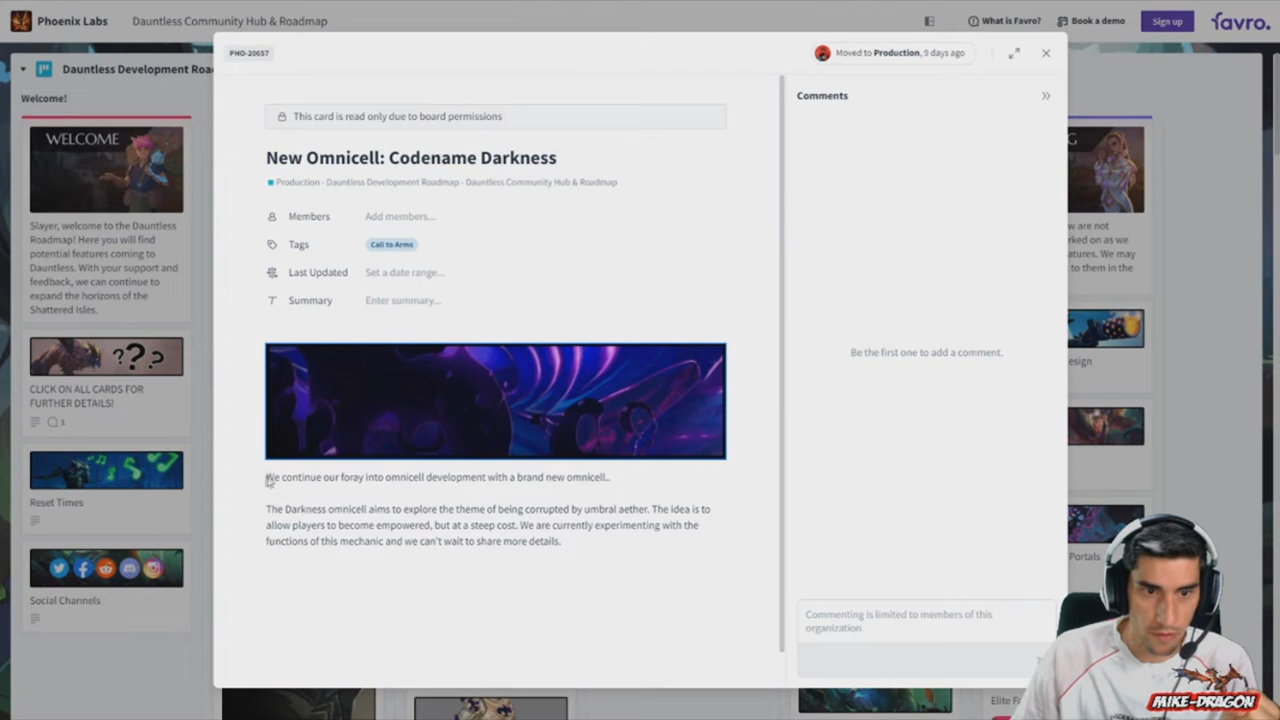 Phoenix Labs
Dauntless Community Hub & Roadmap
What is Favro?
Book a demo
Sign up
favro.
Dauntless Development Roa
Welcome!
WELCOME
Slayer, welcome to the Dauntless
Roadmap! Here you will find
potential features coming to
Dauntless. With your support and
feedback, we can continue to
expand the horizons of the
Shattered Isles.
???
CLICK ON ALL CARDS FOR
FURTHER DETAILS!
1
Reset Times
Social Channels
PHO-20657
Moved to Production, 9 days ago
This card is read only due to board permissions
New Omnicell: Codename Darkness
Production - Dauntless Development Roadmap - Dauntless Community Hub & Roadmap
Members
Add members...
Tags
Call to Arms
Last Updated
Set a date range...
Summary
Enter summary...
We continue our foray into omnicell development with a brand new omnicell..
The Darkness omnicell aims to explore the theme of being corrupted by umbral aether. The idea is to
allow players to become empowered, but at a steep cost. We are currently experimenting with the
functions of this mechanic and we can't wait to share more details.
Comments
Be the first one to add a comment.
Commenting is limited to members of this
organization
G
ow are not
rked on as we
atures. We may
to them in the
esign
Portals
Elite Fo
MIKE-DRAGON